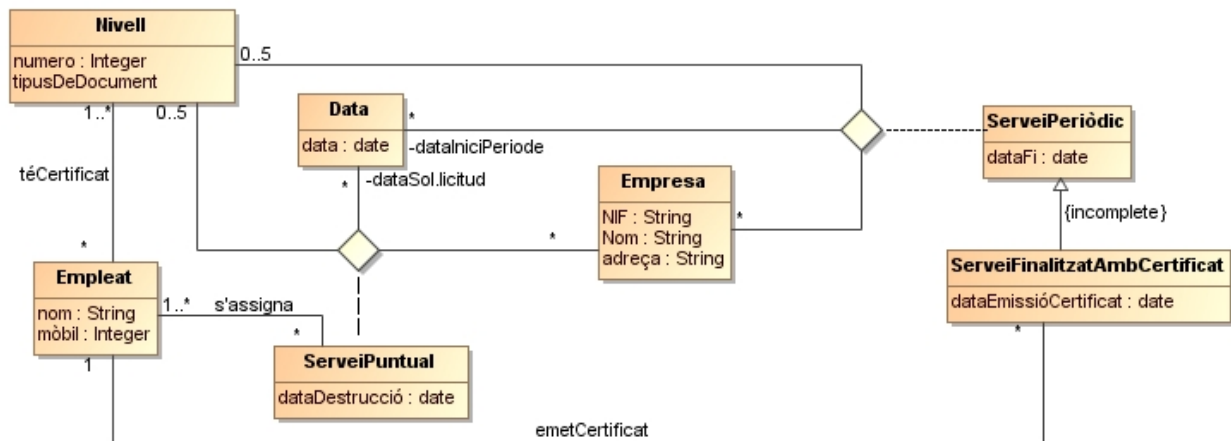 Nivell
numero : Integer
tipusDeDocument
0..5
1..*
0..5
Data
data : date
*
-dataIniciPeriode
*
-dataSol.licitud
ServeiPeriòdic
dataFi : date
téCertificat
Empresa
NIF : String
Nom : String
adreça : String
*
*
{incomplete}
*
Empleat
nom : String
mòbil : Integer
1..*
s'assigna
*
1
ServeiPuntual
dataDestrucció : date
ServeiFinalitzatAmbCertificat
dataEmissióCertificat : date
*
emetCertificat